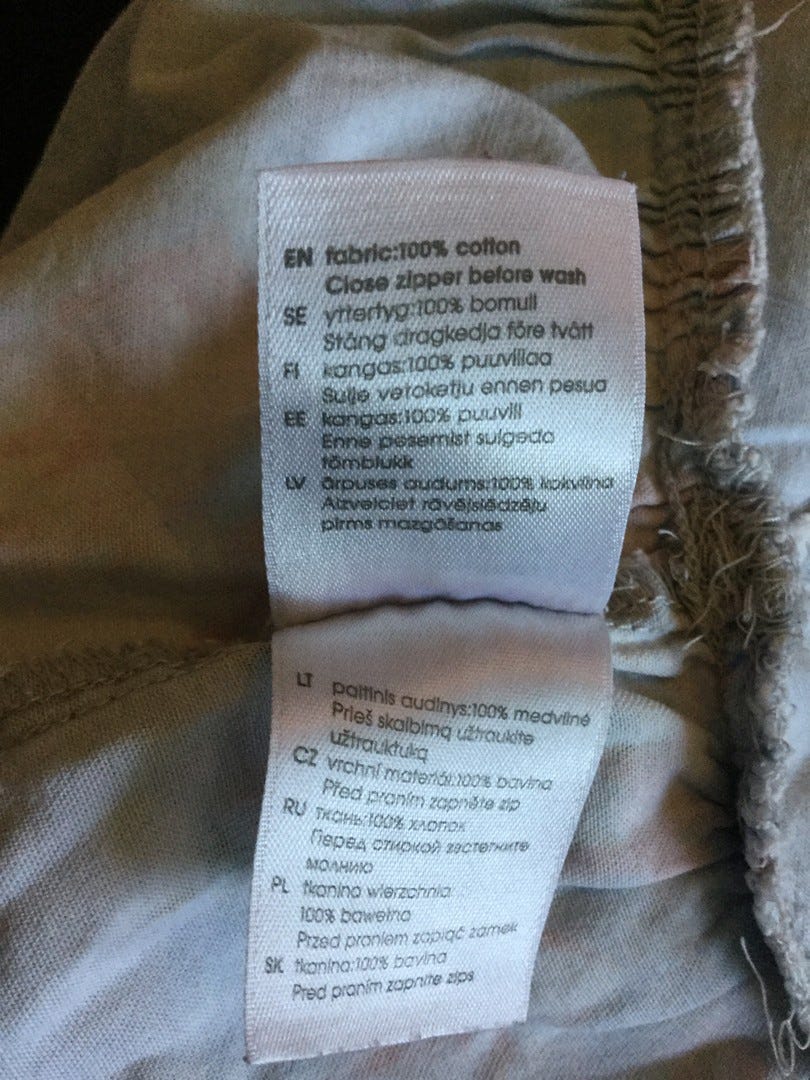 EN fabric:100% cotton
Close zipper before wash
SE yttertyg:100% bomull
Stäng dragkedja före tvätt
FI kangas:100% puuvillaa
Sulje vetoketju ennen pesua
EE kangas:100% puuvill
Enne pesemist sulgeda
tõmblukk
LV ārpuses audums:100% kokvilna
Aizveiciet rāvējslēdzēju
pirms mazgāšanas
LT paltinis audinys:100% medvilnė
Prieš skalbimą užtraukite
užtrauktuką
CZ vrchní materiál:100% bavlna
Před praním zapněte zip
RU ткань:100% хлопок
Перед стиркой застегните
молнию
PL tkanina wierzchnia
100% bawełna
Przed praniem zapiąć zamek
SK tkanina:100% bavlna
Pred praním zapnite zips